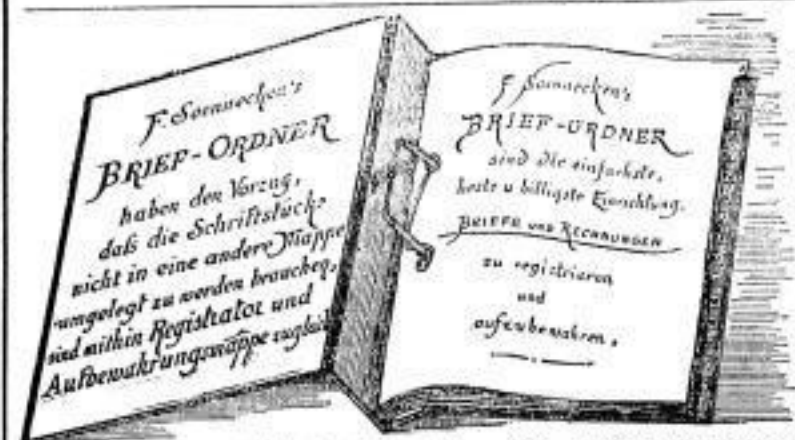 F. Soennecken's
BRIEF-ORDNER
haben den Vorzug,
daß die Schriftstücke
nicht in eine andere Mappe
umgelegt zu werden brauchen,
sind mithin Registrator und
Aufbewahrungsmappe zugleich
F. Soennecken's
BRIEF-ORDNER
sind die einfachste,
beste u billigste Einrichtung,
BRIEFE und RECHNUNGEN
zu registrieren
und
aufzubewahren.